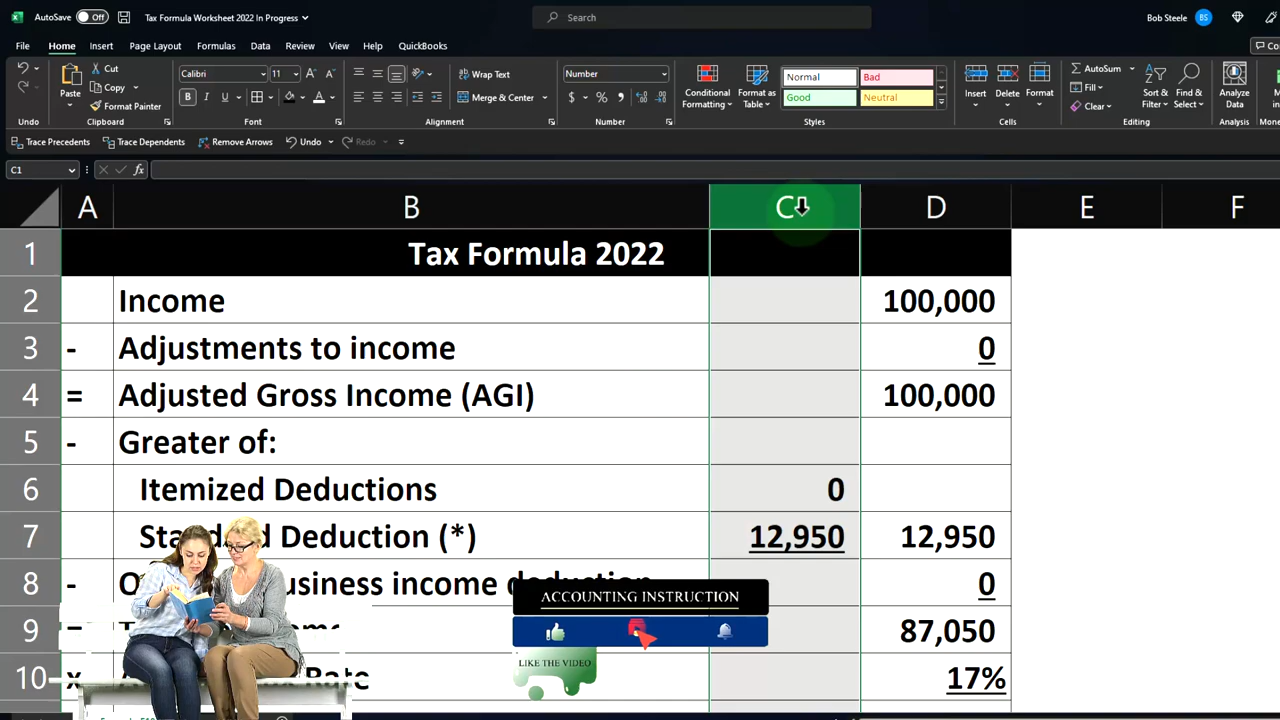 AutoSave Off Tax Formula Worksheet 2022 In Progress Search Bob Steele BS
File Home Insert Page Layout Formulas Data Review View Help QuickBooks
Cut Calibri 11 Wrap Text Number Normal Bad AutoSum
Copy Fill
Paste Conditional Format as Insert Delete Format Sort & Find & Analyze
Format Painter B I U Merge & Center $ % Good Neutral Formatting Table Clear Filter Select Data
Undo Clipboard Font Alignment Number Styles Cells Editing Analysis
Trace Precedents Trace Dependents Remove Arrows Undo Redo
C1 fx
A B C D E F
1 Tax Formula 2022
2 Income 100,000
3 - Adjustments to income 0
4 = Adjusted Gross Income (AGI) 100,000
5 - Greater of:
6 Itemized Deductions 0
7 Deduction (*) 12,950 12,950
8 - income 0
ACCOUNTING INSTRUCTION
9 87,050
LIKE THE VIDEO
10 x 17%